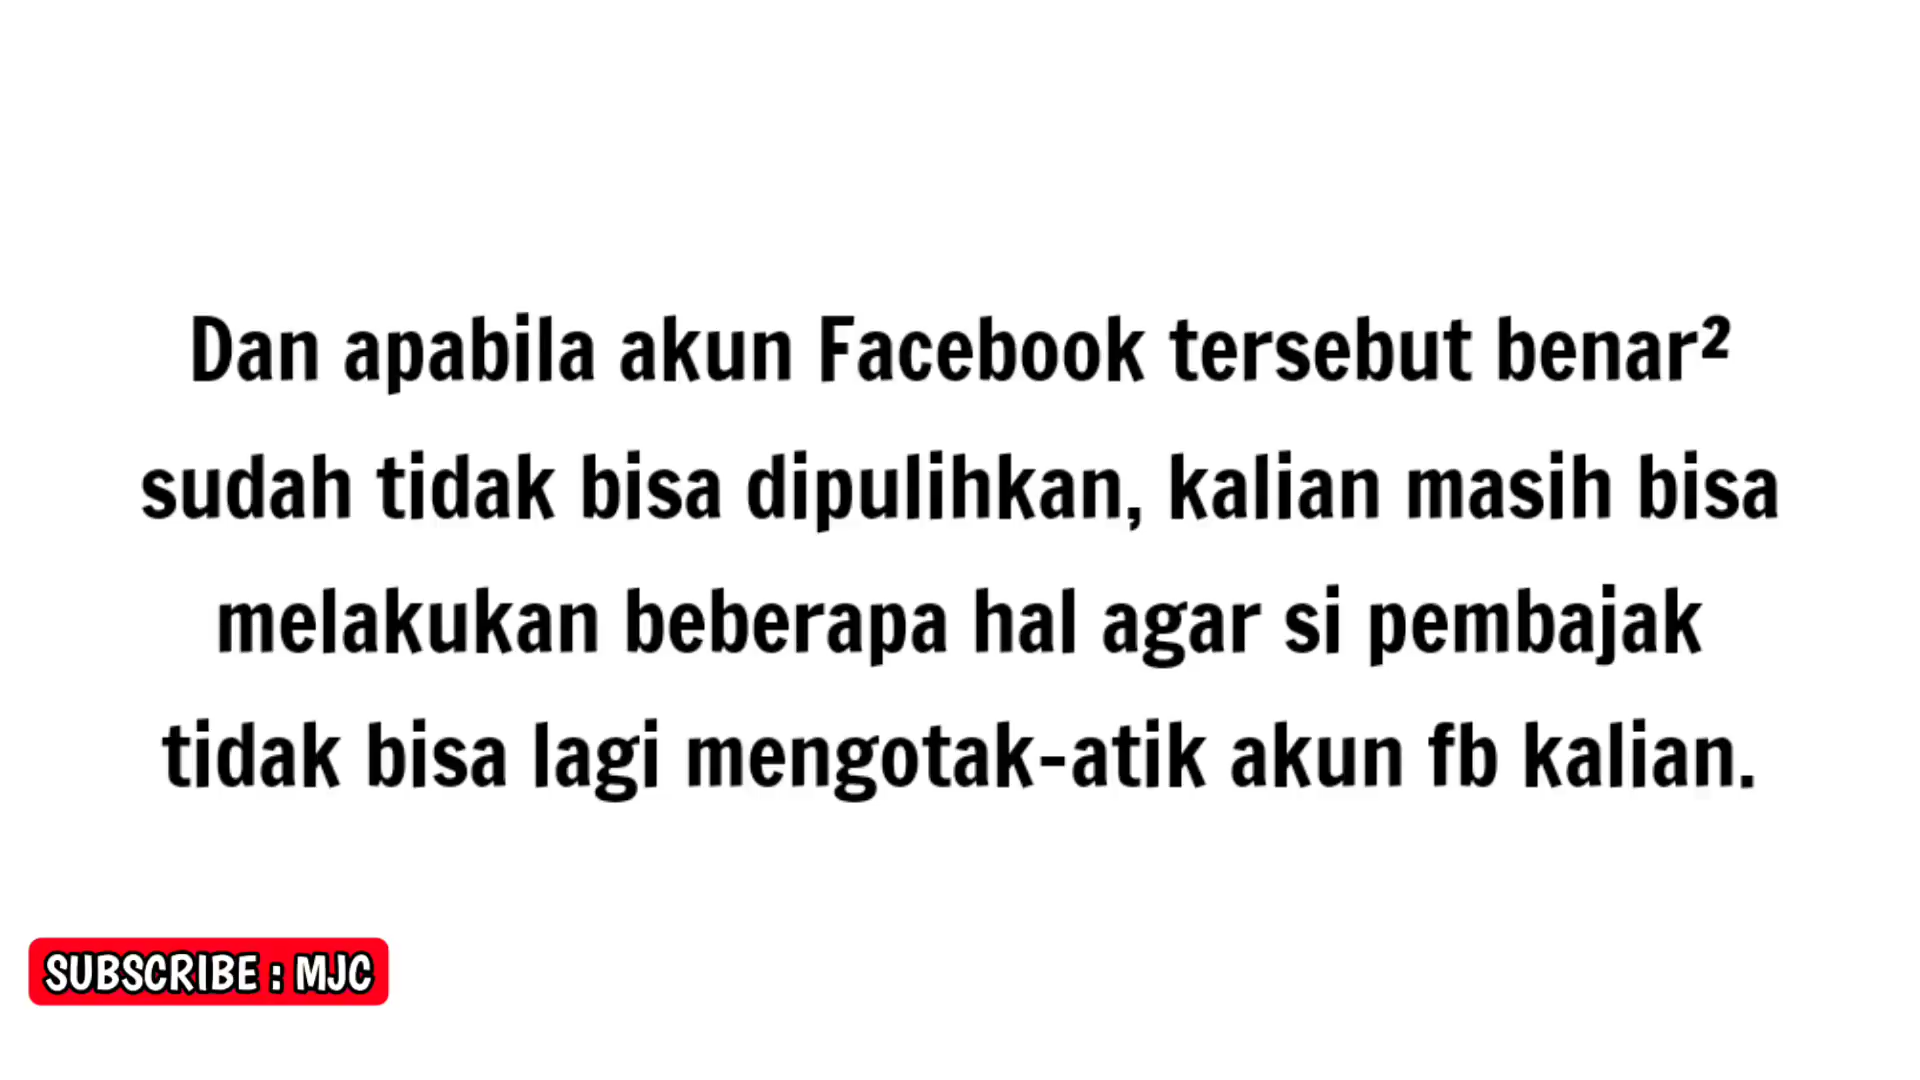 Dan apabila akun Facebook tersebut benar²
sudah tidak bisa dipulihkan, kalian masih bisa
melakukan beberapa hal agar si pembajak
tidak bisa lagi mengotak-atik akun fb kalian.
SUBSCRIBE : MJC